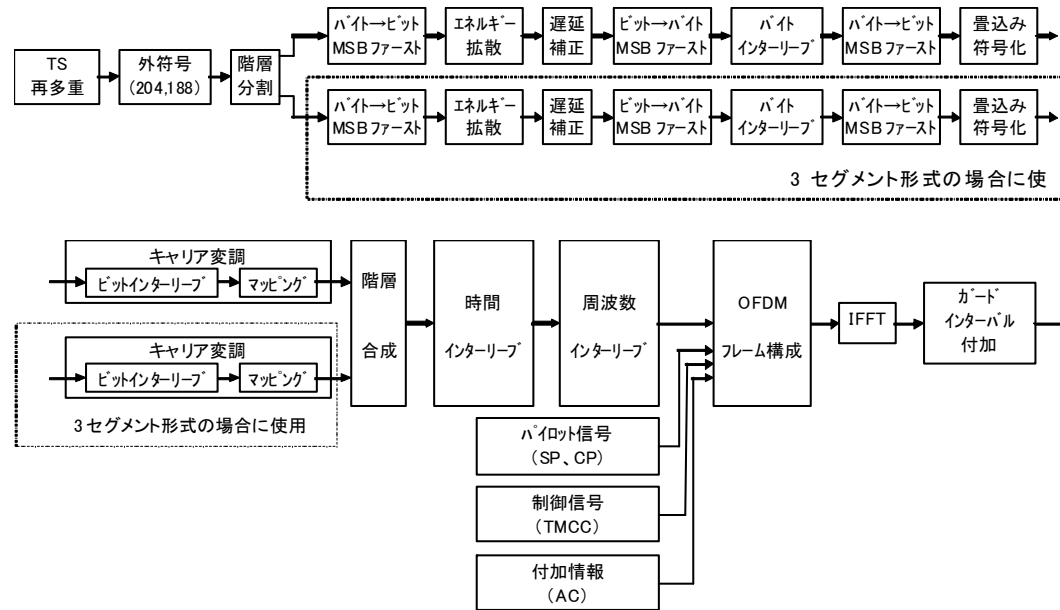 TS
再多重
外符号
(204,188)
階層
分割
バイト→ビット
MSBファースト
エネルギー
拡散
遅延
補正
ビット→バイト
MSBファースト
バイト
インターリーブ
バイト→ビット
MSBファースト
畳込み
符号化
バイト→ビット
MSBファースト
エネルギー
拡散
遅延
補正
ビット→バイト
MSBファースト
バイト
インターリーブ
バイト→ビット
MSBファースト
畳込み
符号化
3 セグメント形式の場合に使
キャリア変調
ビットインターリーブ
マッピング
キャリア変調
ビットインターリーブ
マッピング
3セグメント形式の場合に使用
階層
合成
時間
インターリーブ
周波数
インターリーブ
OFDM
フレーム構成
IFFT
ガード
インターバル
付加
パイロット信号
(SP、CP)
制御信号
(TMCC)
付加情報
(AC)